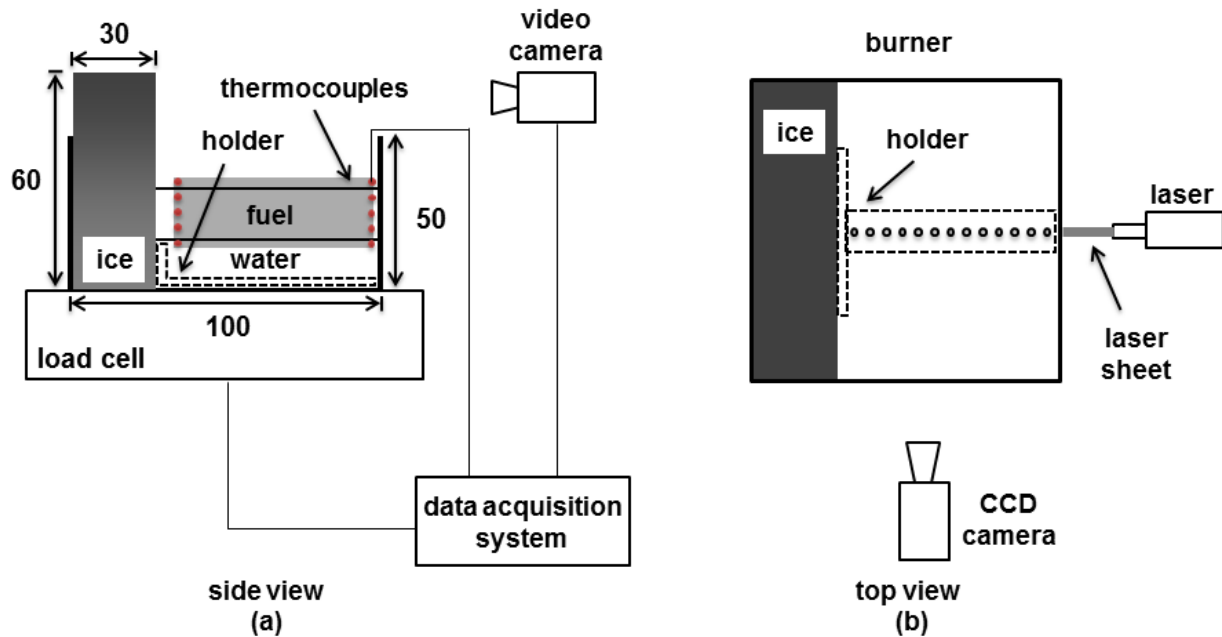 30
video
camera
thermocouples
holder
60
fuel
50
ice
water
100
load cell
data acquisition
system
side view
(a)
burner
ice
holder
laser
laser
sheet
CCD
camera
top view
(b)